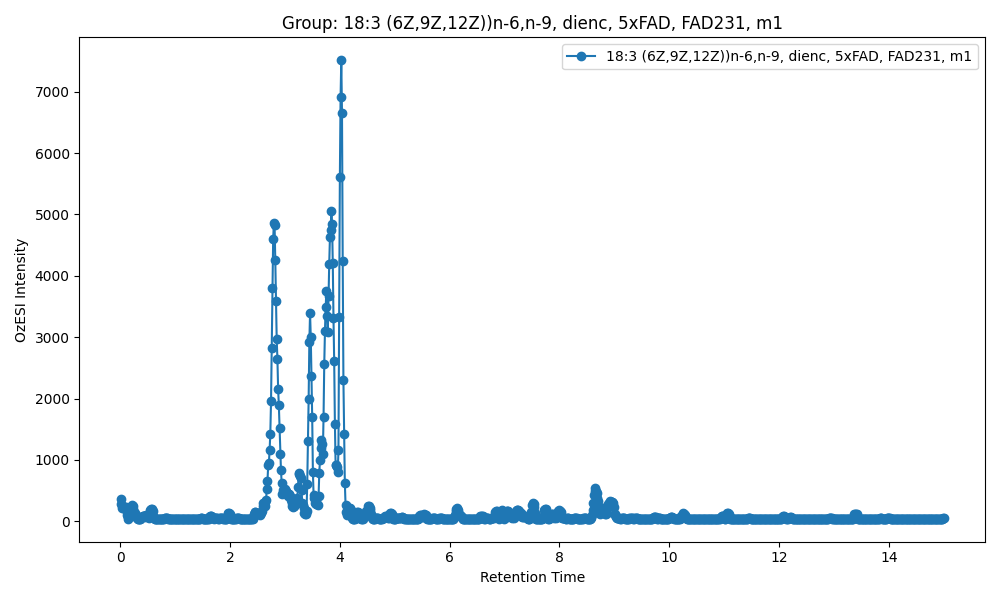 Group: 18:3 (6Z,9Z,12Z))n-6,n-9, dienc, 5xFAD, FAD231, m1
18:3 (6Z,9Z,12Z))n-6,n-9, dienc, 5xFAD, FAD231, m1
OzESI Intensity
7000
6000
5000
4000
3000
2000
1000
0
0 2 4 6 8 10 12 14
Retention Time